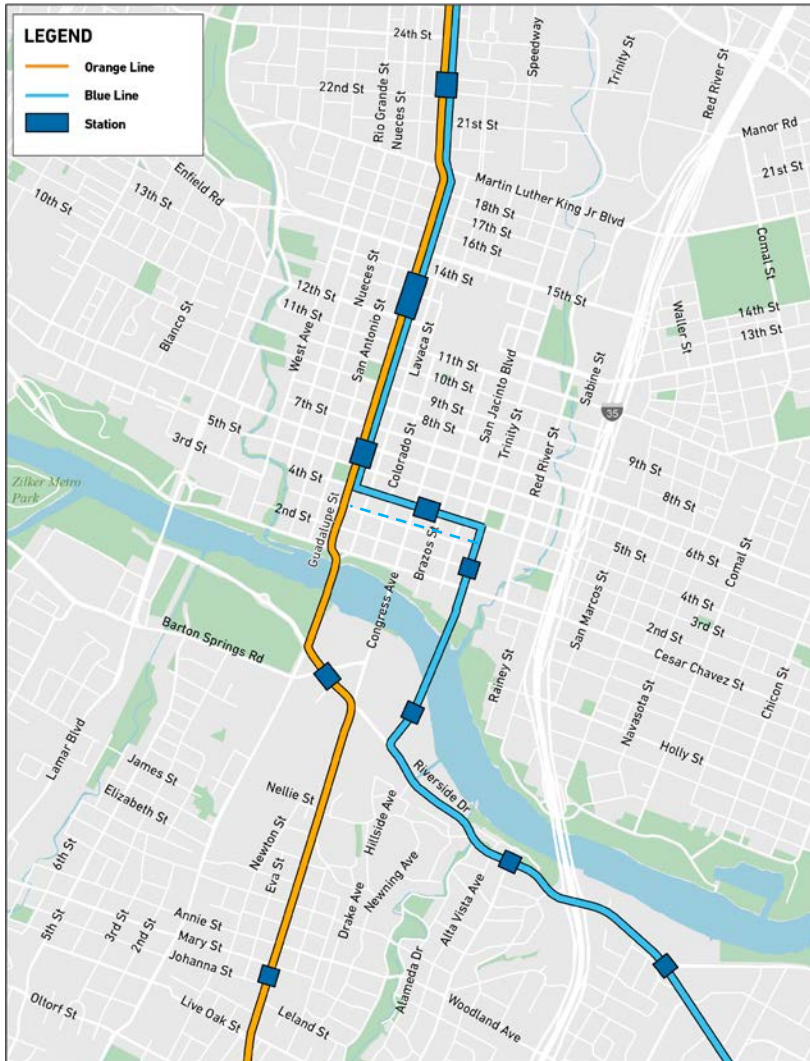 LEGEND
Orange Line
Blue Line
Station
24th St
Speedway
Trinity St
Red River St
22nd St
Rio Grande St
Nueces St
21st St
Manor Rd
21st St
Enfield Rd
Martin Luther King Jr Blvd
10th St
13th St
18th St
17th St
16th St
Comal St
14th St
15th St
Nueces St
12th St
11th St
San Antonio St
Blanco St
West Ave
Lavaca St
Waller St
14th St
13th St
11th St
10th St
9th St
8th St
San Jacinto Blvd
Trinity St
Sabine St
35
7th St
5th St
3rd St
Colorado St
Red River St
9th St
8th St
Zilker Metro
Park
4th St
2nd St
Guadalupe St
Brazos St
5th St
6th St
Comal St
4th St
3rd St
2nd St
Cesar Chavez St
San Marcos St
Congress Ave
Barton Springs Rd
Rainey St
Navasota St
Chicon St
Holly St
Lamar Blvd
James St
Elizabeth St
Nellie St
Riverside Dr
Hillside Ave
Newton St
Eva St
6th St
Newning Ave
Drake Ave
Alta Vista Ave
5th St
3rd St
2nd St
Annie St
Mary St
Johanna St
Alameda Dr
Oltorf St
Live Oak St
Leland St
Woodland Ave